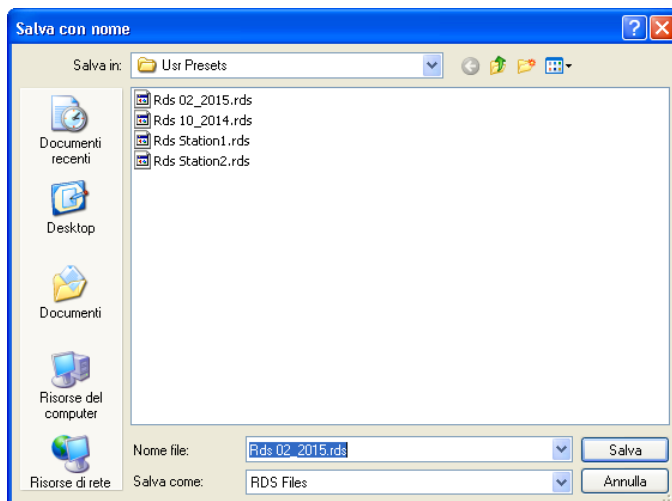 Salva con nome
Salva in:
Usr Presets
Rds 02_2015.rds
Rds 10_2014.rds
Rds Station1.rds
Rds Station2.rds
Documenti
recenti
Desktop
Documenti
Risorse del
computer
Risorse di rete
Nome file:
Rds 02_2015.rds
Salva
Salva come:
RDS Files
Annulla